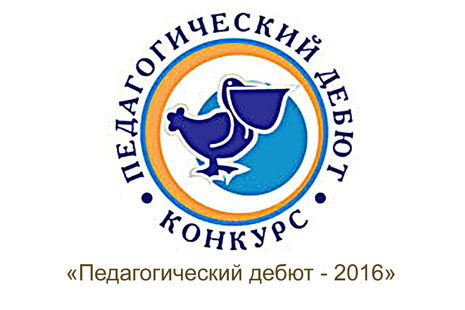 ПЕДАГОГИЧЕСКИЙ ДЕБЮТ
• КОНКУРС •
«Педагогический дебют - 2016»